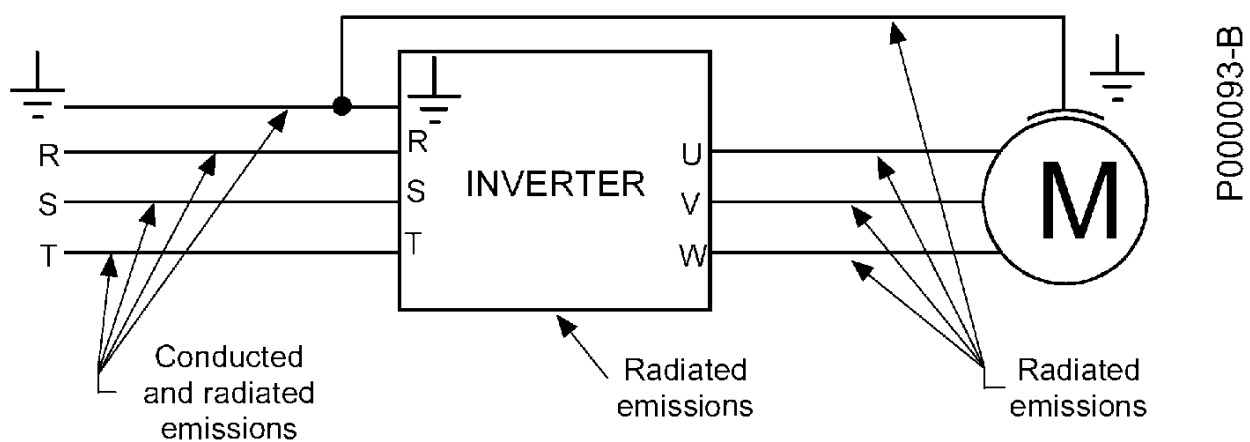 P000093-B
R
S
T
R
S
T
INVERTER
U
V
W
M
Conducted
and radiated
emissions
Radiated
emissions
Radiated
emissions